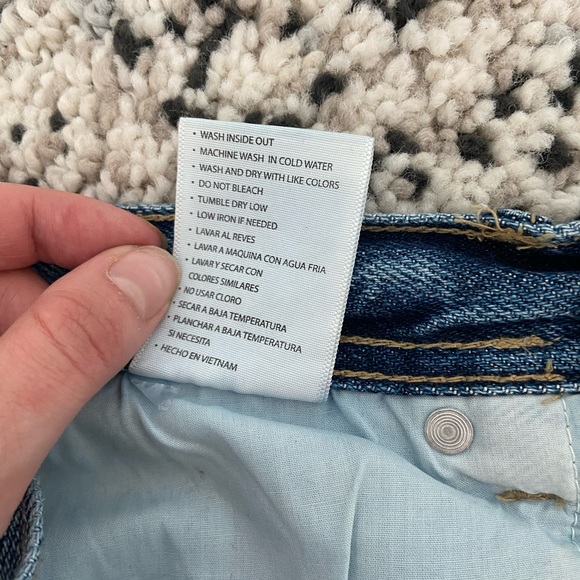 • WASH INSIDE OUT
• MACHINE WASH IN COLD WATER
• WASH AND DRY WITH LIKE COLORS
• DO NOT BLEACH
• TUMBLE DRY LOW
• LOW IRON IF NEEDED
• LAVAR AL REVES
• LAVAR A MAQUINA CON AGUA FRIA
• LAVAR Y SECAR CON
COLORES SIMILARES
• NO USAR CLORO
• SECAR A BAJA TEMPERATURA
• PLANCHAR A BAJA TEMPERATURA
SI NECESITA
• HECHO EN VIETNAM